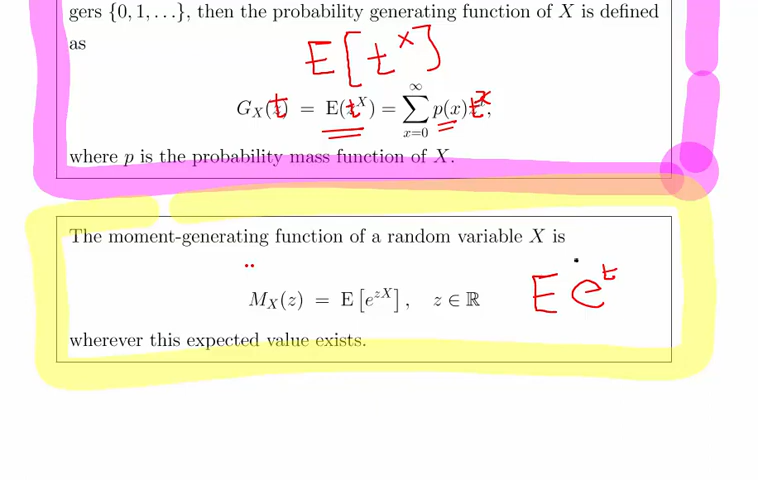 gers {0, 1, . . .}, then the probability generating function of X is defined
as
E[t^X]
G_X(t) = E(t^X) = ∑_{x=0}^{∞} p(x)t^x,
where p is the probability mass function of X.
The moment-generating function of a random variable X is
M_X(z) = E[e^{zX}], z ∈ ℝ
E e^t
wherever this expected value exists.